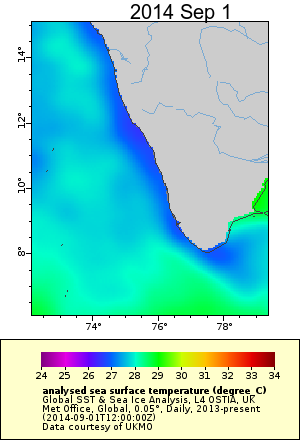 2014 Sep 1
14°
12°
10°
8°
74°
76°
78°
24 25 26 27 28 29 30 31 32 33 34
analysed sea surface temperature (degree_C)
Global SST & Sea Ice Analysis, L4 OSTIA, UK
Met Office, Global, 0.05°, Daily, 2013-present
(2014-09-01T12:00:00Z)
Data courtesy of UKMO